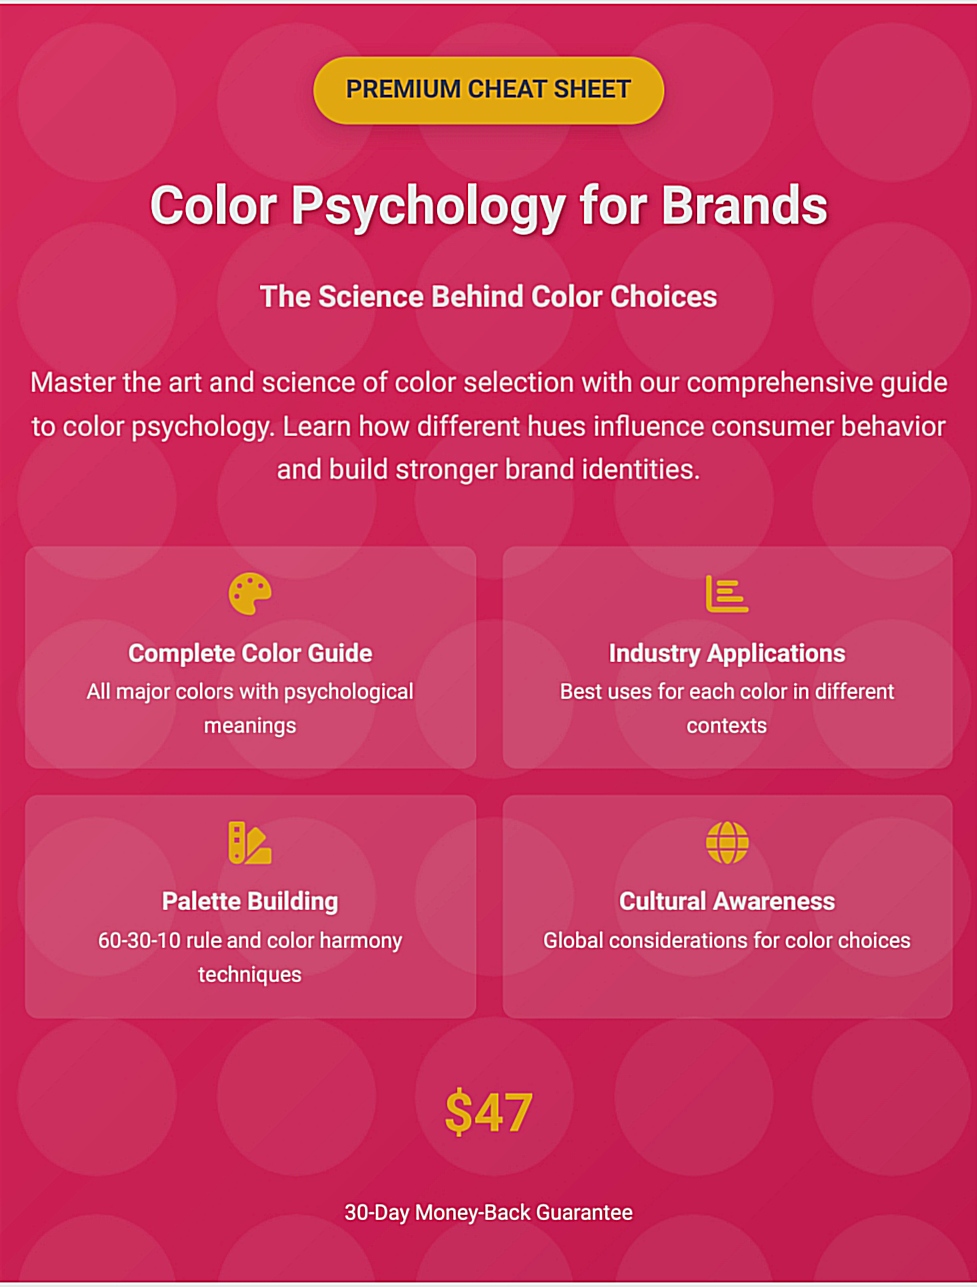 PREMIUM CHEAT SHEET
Color Psychology for Brands
The Science Behind Color Choices
Master the art and science of color selection with our comprehensive guide
to color psychology. Learn how different hues influence consumer behavior
and build stronger brand identities.
Complete Color Guide
All major colors with psychological
meanings
Industry Applications
Best uses for each color in different
contexts
Palette Building
60-30-10 rule and color harmony
techniques
Cultural Awareness
Global considerations for color choices
$47
30-Day Money-Back Guarantee